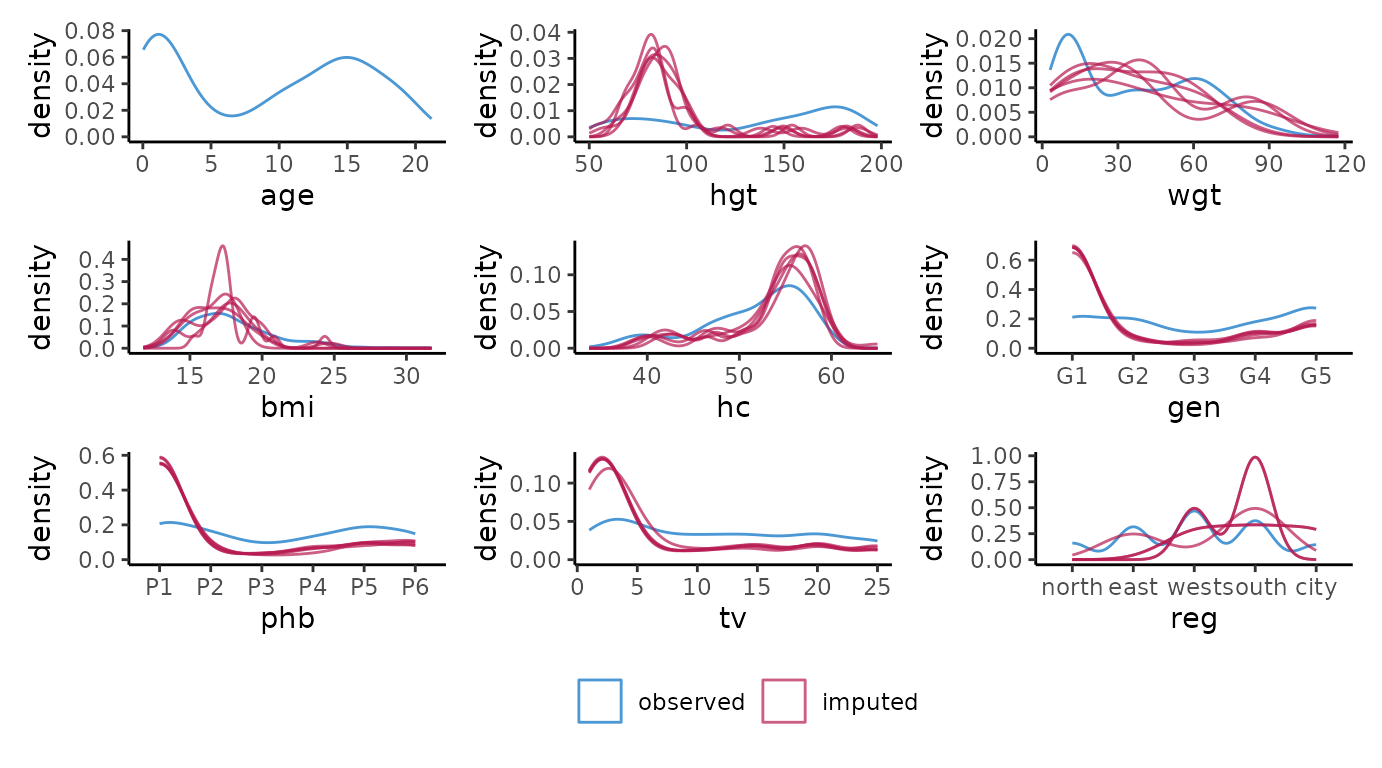 density
0.08
0.06
0.04
0.02
0.00
0 5 10 15 20
age
density
0.04
0.03
0.02
0.01
0.00
50 100 150 200
hgt
density
0.020
0.015
0.010
0.005
0.000
0 30 60 90 120
wgt
density
0.4
0.3
0.2
0.1
0.0
15 20 25 30
bmi
density
0.10
0.05
0.00
40 50 60
hc
density
0.6
0.4
0.2
0.0
G1 G2 G3 G4 G5
gen
density
0.6
0.4
0.2
0.0
P1 P2 P3 P4 P5 P6
phb
density
0.10
0.05
0.00
0 5 10 15 20 25
tv
density
1.00
0.75
0.50
0.25
0.00
north east west south city
reg
observed imputed